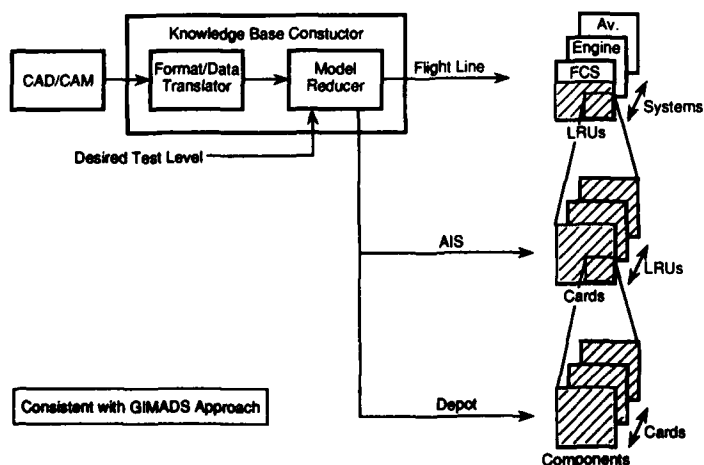 Knowledge Base Constuctor
CAD/CAM
Format/Data
Translator
Model
Reducer
Flight Line
Desired Test Level
Av.
Engine
FCS
Systems
LRUs
AIS
LRUs
Cards
Consistent with GIMADS Approach
Depot
Cards
Components